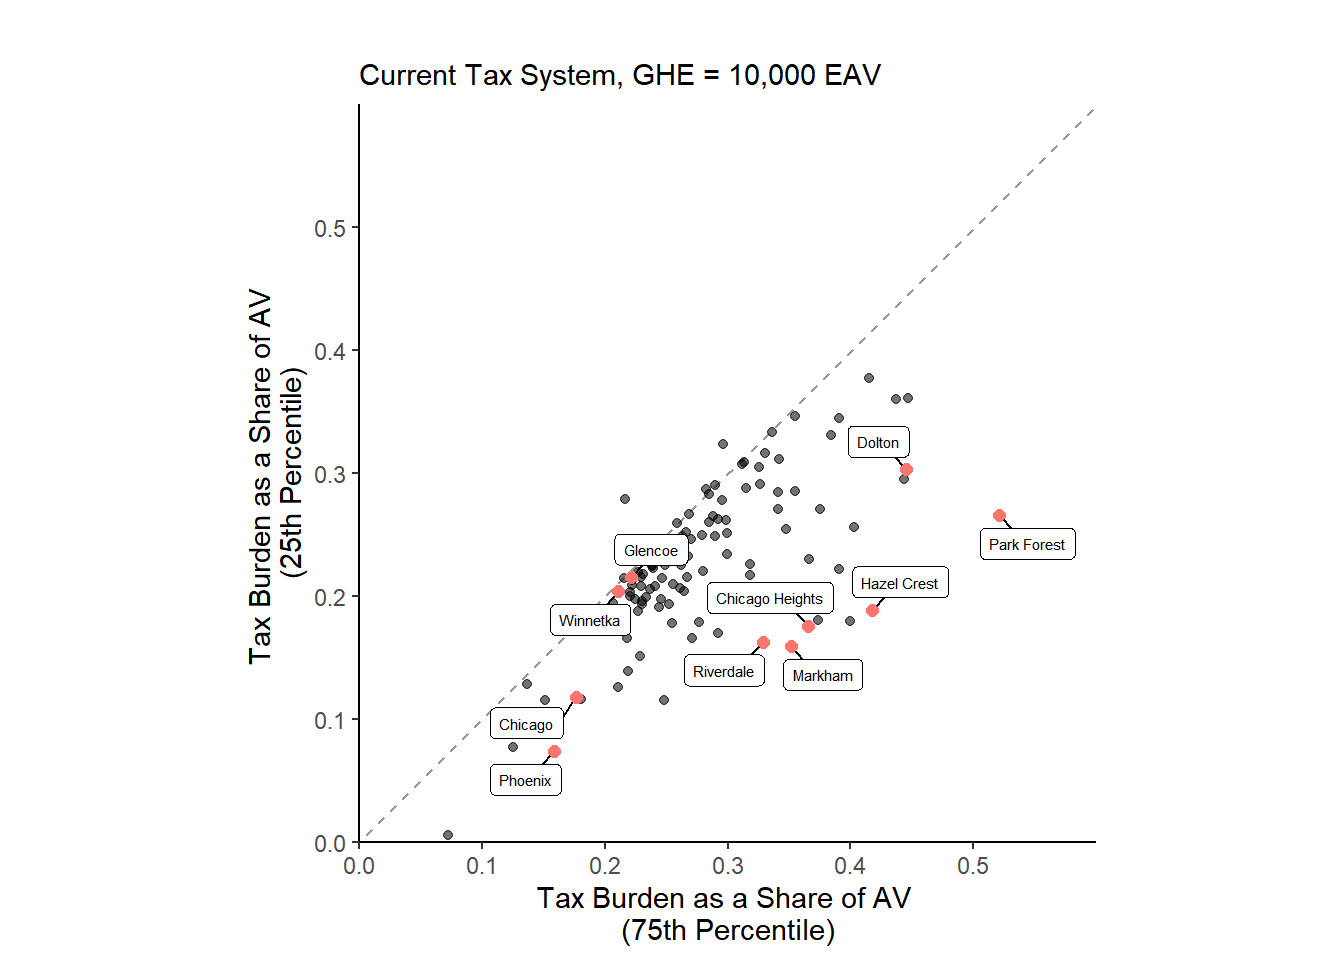 Current Tax System, GHE = 10,000 EAV
Tax Burden as a Share of AV
(25th Percentile)
0.5
0.4
0.3
0.2
0.1
0.0
Dolton
Park Forest
Glencoe
Hazel Crest
Chicago Heights
Winnetka
Riverdale
Markham
Chicago
Phoenix
0.0
0.1
0.2
0.3
0.4
0.5
Tax Burden as a Share of AV
(75th Percentile)